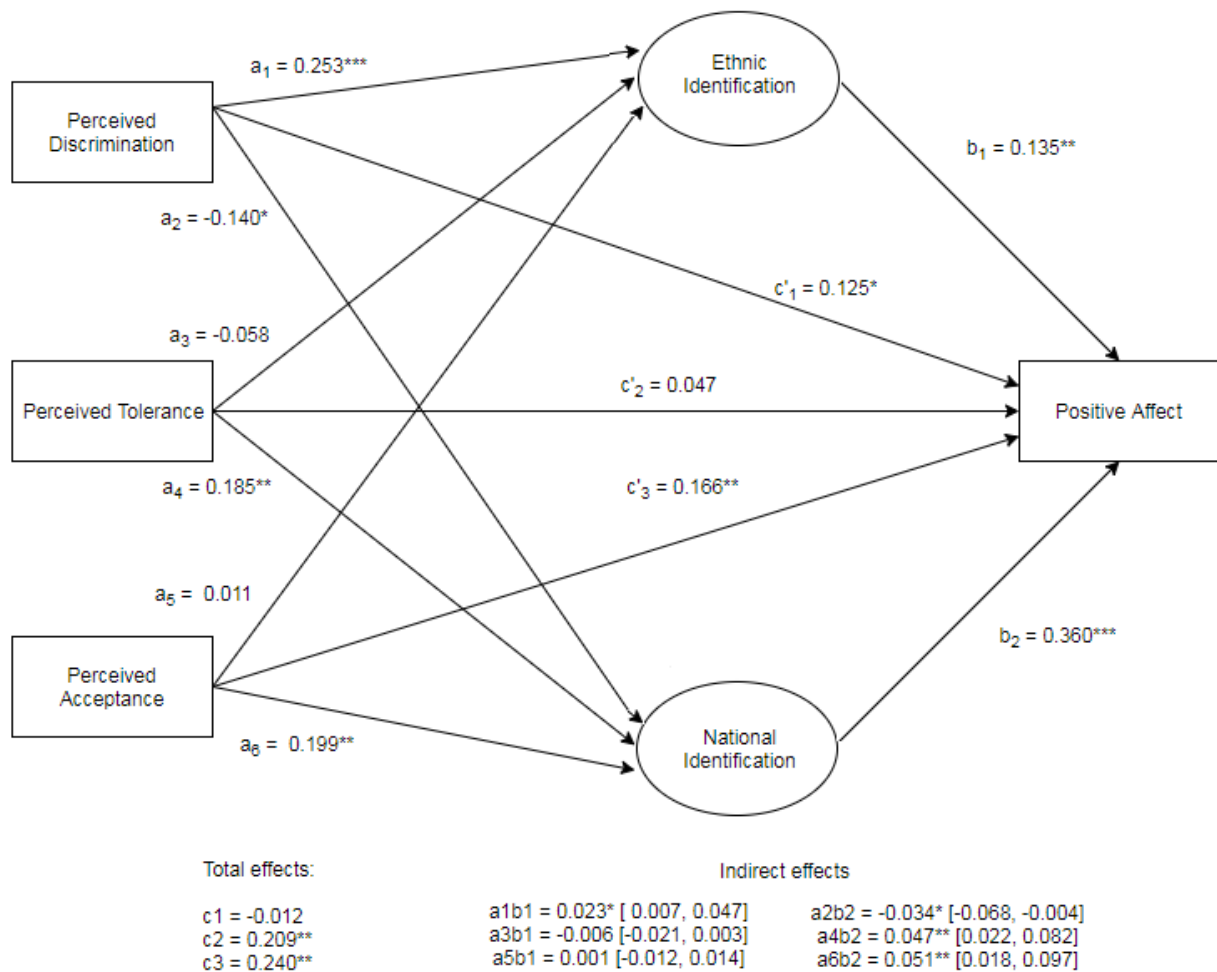 a₁ = 0.253***
Ethnic
Identification
Perceived
Discrimination
b₁ = 0.135**
a₂ = -0.140*
c'₁ = 0.125*
a₃ = -0.058
c'₂ = 0.047
Perceived Tolerance
Positive Affect
a₄ = 0.185**
c'₃ = 0.166**
a₅ = 0.011
b₂ = 0.360***
Perceived
Acceptance
a₆ = 0.199**
National
Identification
Total effects:
Indirect effects
c1 = -0.012
c2 = 0.209**
c3 = 0.240**
a1b1 = 0.023* [ 0.007, 0.047]
a3b1 = -0.006 [-0.021, 0.003]
a5b1 = 0.001 [-0.012, 0.014]
a2b2 = -0.034* [-0.068, -0.004]
a4b2 = 0.047** [0.022, 0.082]
a6b2 = 0.051** [0.018, 0.097]